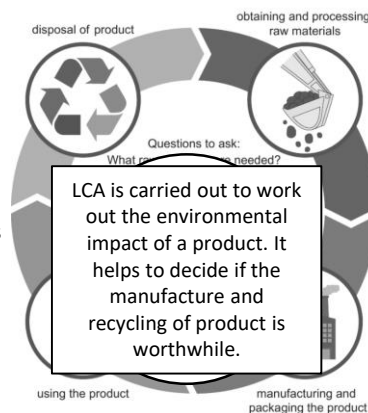 disposal of product
obtaining and processing
raw materials
Questions to ask:
What
needed?
LCA is carried out to work
out the environmental
impact of a product. It
helps to decide if the
manufacture and
recycling of product is
worthwhile.
using the product
manufacturing and
packaging the product